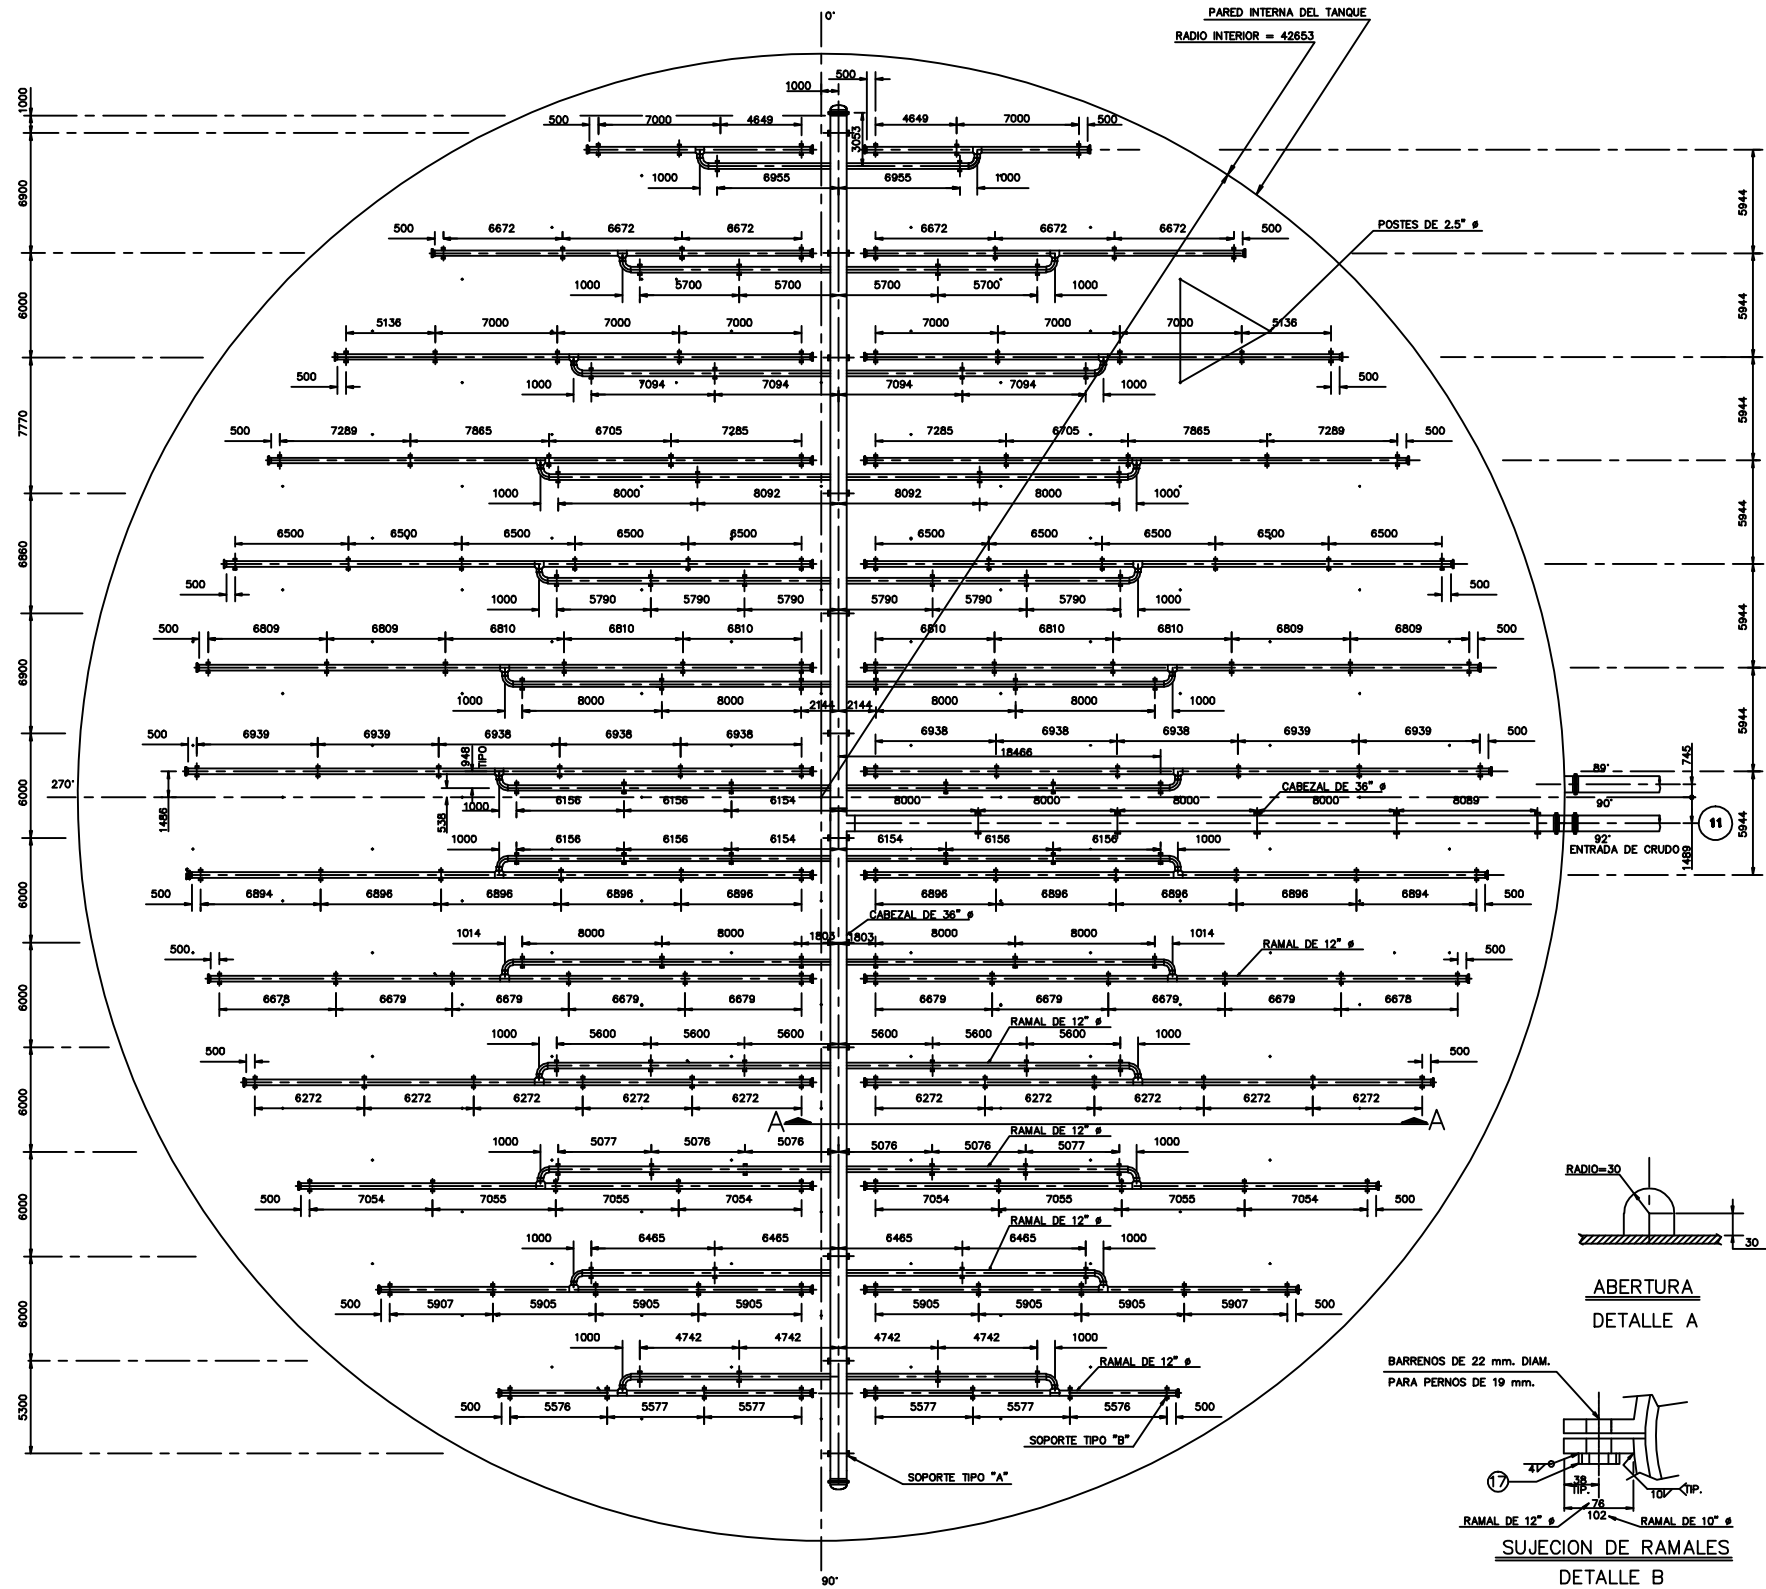 0°
PARED INTERNA DEL TANQUE
RADIO INTERIOR = 42653
500
1000
1000
500 7000 4649 4649 7000 500
3053
1000 6955 6955 1000
6900
5944
POSTES DE 2.5" ø
500 6672 6672 6672 6672 6672 6672 500
1000 5700 5700 5700 5700 1000
6000
5944
5136 7000 7000 7000 7000 7000 7000 5136
500 1000 7094 7094 7094 7094 1000 500
7770
5944
500 7289 7865 6705 7285 7285 6705 7865 7289 500
1000 8000 8092 8092 8000 1000
5944
6860
6500 6500 6500 6500 6500 6500 6500 6500 6500 6500
500 1000 5790 5790 5790 5790 5790 5790 1000 500
5944
6900
500 6809 6809 6810 6810 6810 6810 6810 6810 6809 6809 500
1000 8000 8000 2144 2144 8000 8000 1000
5944
500 6939 6939 6938 6938 6938 6938 6938 6938 6939 6939 500
948 TIPO
18466
745
270°
89°
90°
6000
1486
538
1000 6156 6156 6154 8000 8000 8000 8089
CABEZAL DE 36" ø
11
5944
92°
ENTRADA DE CRUDO
1489
1000 6156 6156 6154 6154 6156 6156 1000
6000
500 6894 6896 6896 6896 6896 6896 6896 6896 6896 6894 500
CABEZAL DE 36" ø
500 1014 8000 8000 1803 1803 8000 8000 1014 500
RAMAL DE 12" ø
6000
6678 6679 6679 6679 6679 6679 6679 6679 6679 6678
RAMAL DE 12" ø
500 1000 5600 5600 5600 5600 5600 5600 1000 500
6000
6272 6272 6272 6272 6272 6272 6272 6272 6272 6272
A A
RAMAL DE 12" ø
1000 5077 5076 5076 5076 5076 5077 1000
6000
500 7054 7055 7055 7054 7054 7055 7055 7054 500
RAMAL DE 12" ø
1000 6465 6465 6465 6465 1000
6000
500 5907 5905 5905 5905 5905 5905 5905 5907 500
1000 4742 4742 4742 4742 1000
RAMAL DE 12" ø
5300
500 5576 5577 5577 5577 5577 5576 500
SOPORTE TIPO "B"
SOPORTE TIPO "A"
90°
RADIO=30
30
ABERTURA
DETALLE A
BARRENOS DE 22 mm. DIAM.
PARA PERNOS DE 19 mm.
4
17
38
TIP.
10 TIP.
76
102
RAMAL DE 12" ø
RAMAL DE 10" ø
SUJECION DE RAMALES
DETALLE B